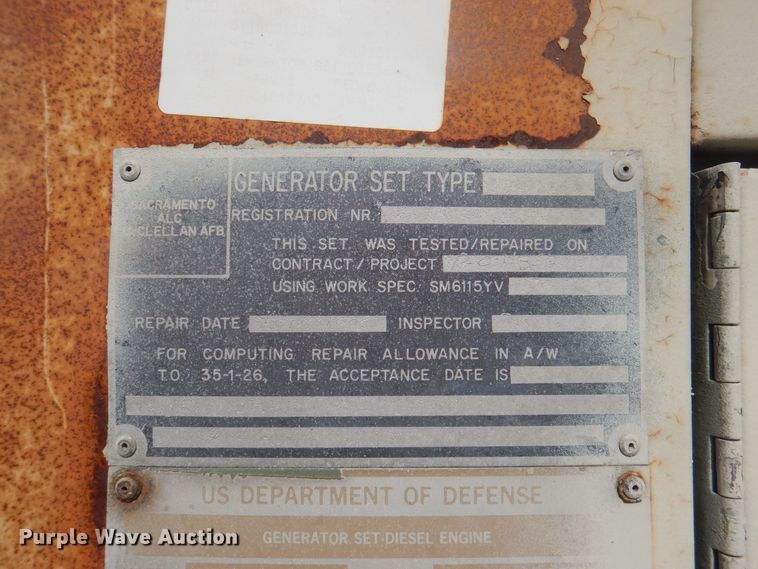 GENERATOR SET TYPE
SACRAMENTO
ALC
McCLELLAN AFB
REGISTRATION NR.
THIS SET WAS TESTED/REPAIRED ON
CONTRACT/PROJECT
USING WORK SPEC. SM6115YV
REPAIR DATE INSPECTOR
FOR COMPUTING REPAIR ALLOWANCE IN A/W
T.O. 35-1-26, THE ACCEPTANCE DATE IS
US DEPARTMENT OF DEFENSE
GENERATOR SET-DIESEL ENGINE
Purple Wave Auction